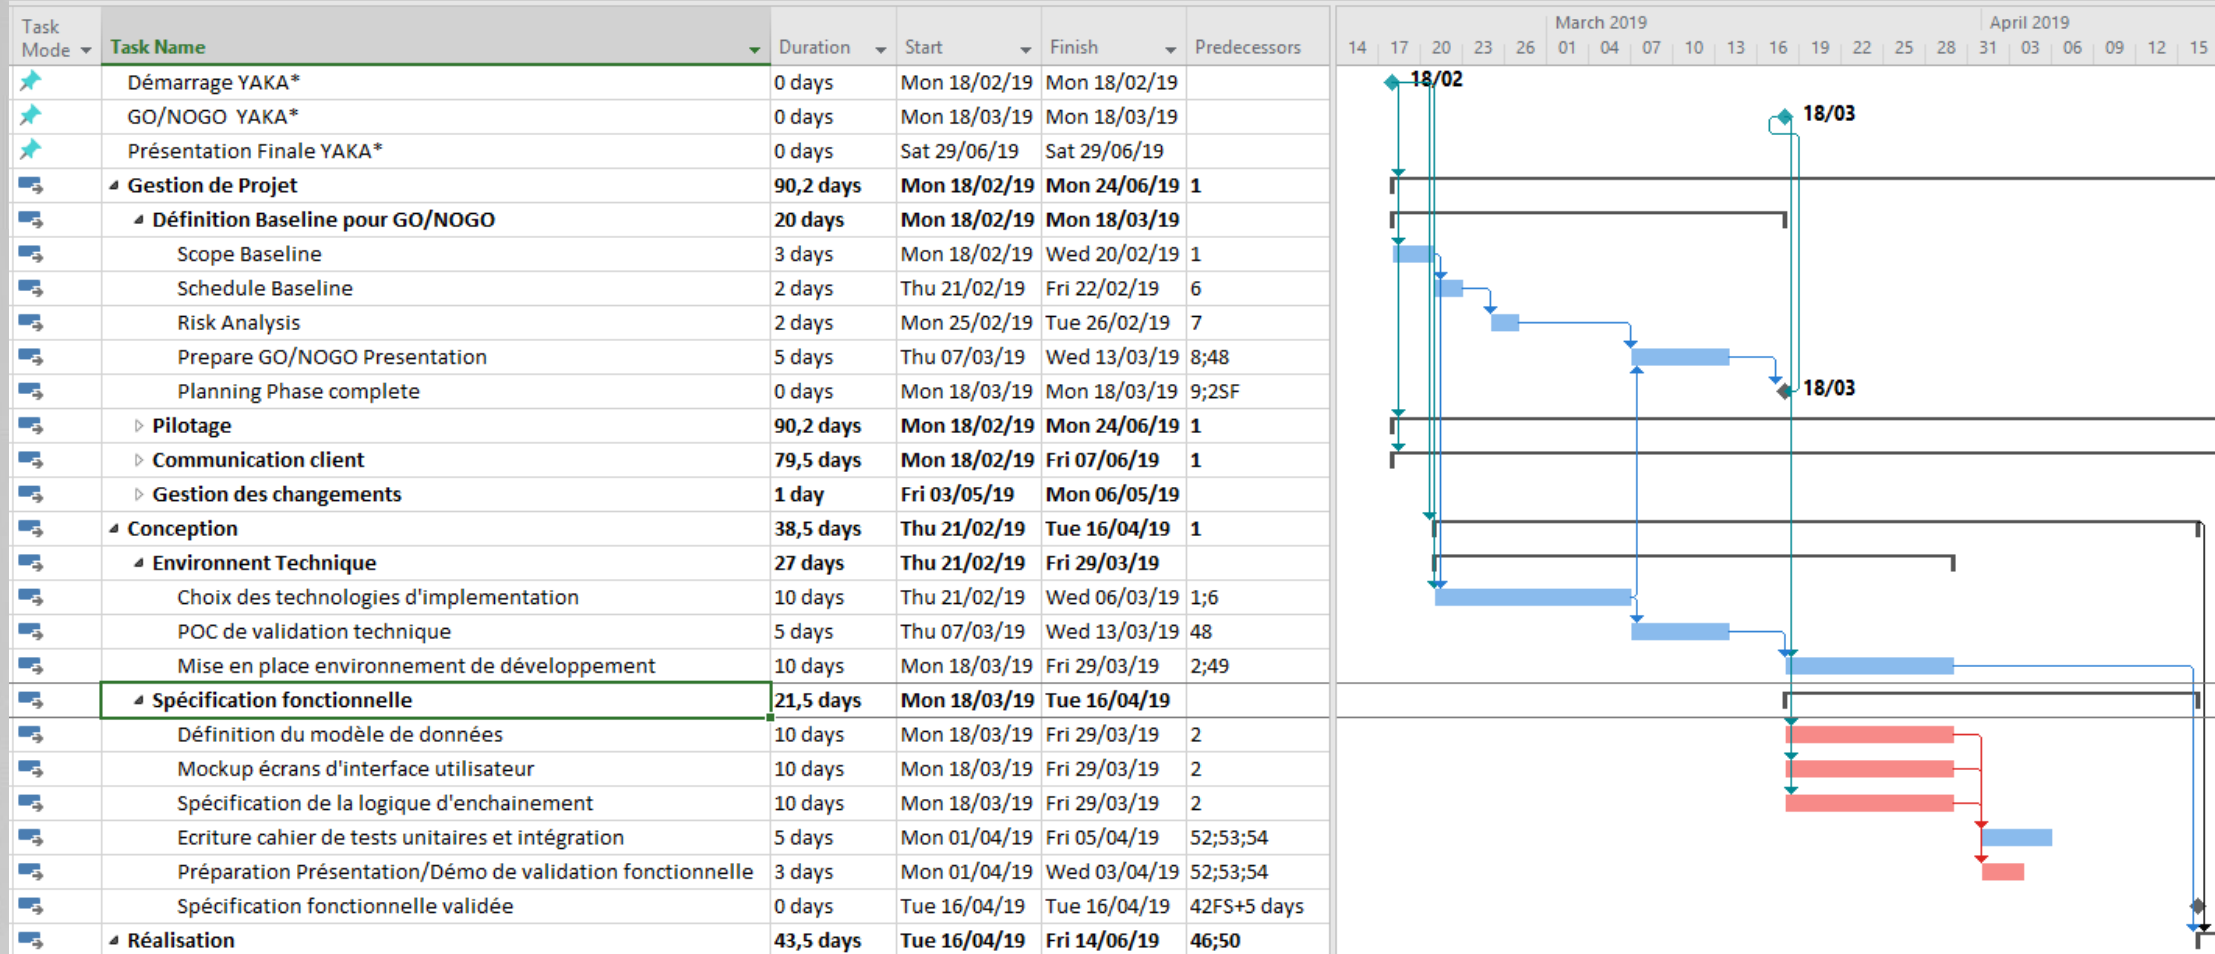 Task Mode Task Name Duration Start Finish Predecessors
March 2019 April 2019
14 17 20 23 26 01 04 07 10 13 16 19 22 25 28 31 03 06 09 12 15
Démarrage YAKA* 0 days Mon 18/02/19 Mon 18/02/19 18/02
GO/NOGO YAKA* 0 days Mon 18/03/19 Mon 18/03/19 18/03
Présentation Finale YAKA* 0 days Sat 29/06/19 Sat 29/06/19
Gestion de Projet 90,2 days Mon 18/02/19 Mon 24/06/19 1
Définition Baseline pour GO/NOGO 20 days Mon 18/02/19 Mon 18/03/19
Scope Baseline 3 days Mon 18/02/19 Wed 20/02/19 1
Schedule Baseline 2 days Thu 21/02/19 Fri 22/02/19 6
Risk Analysis 2 days Mon 25/02/19 Tue 26/02/19 7
Prepare GO/NOGO Presentation 5 days Thu 07/03/19 Wed 13/03/19 8;48
Planning Phase complete 0 days Mon 18/03/19 Mon 18/03/19 9;2SF 18/03
Pilotage 90,2 days Mon 18/02/19 Mon 24/06/19 1
Communication client 79,5 days Mon 18/02/19 Fri 07/06/19 1
Gestion des changements 1 day Fri 03/05/19 Mon 06/05/19
Conception 38,5 days Thu 21/02/19 Tue 16/04/19 1
Environnent Technique 27 days Thu 21/02/19 Fri 29/03/19
Choix des technologies d'implementation 10 days Thu 21/02/19 Wed 06/03/19 1;6
POC de validation technique 5 days Thu 07/03/19 Wed 13/03/19 48
Mise en place environnement de développement 10 days Mon 18/03/19 Fri 29/03/19 2;49
Spécification fonctionnelle 21,5 days Mon 18/03/19 Tue 16/04/19
Définition du modèle de données 10 days Mon 18/03/19 Fri 29/03/19 2
Mockup écrans d'interface utilisateur 10 days Mon 18/03/19 Fri 29/03/19 2
Spécification de la logique d'enchainement 10 days Mon 18/03/19 Fri 29/03/19 2
Ecriture cahier de tests unitaires et intégration 5 days Mon 01/04/19 Fri 05/04/19 52;53;54
Préparation Présentation/Démo de validation fonctionnelle 3 days Mon 01/04/19 Wed 03/04/19 52;53;54
Spécification fonctionnelle validée 0 days Tue 16/04/19 Tue 16/04/19 42FS+5 days
Réalisation 43,5 days Tue 16/04/19 Fri 14/06/19 46;50